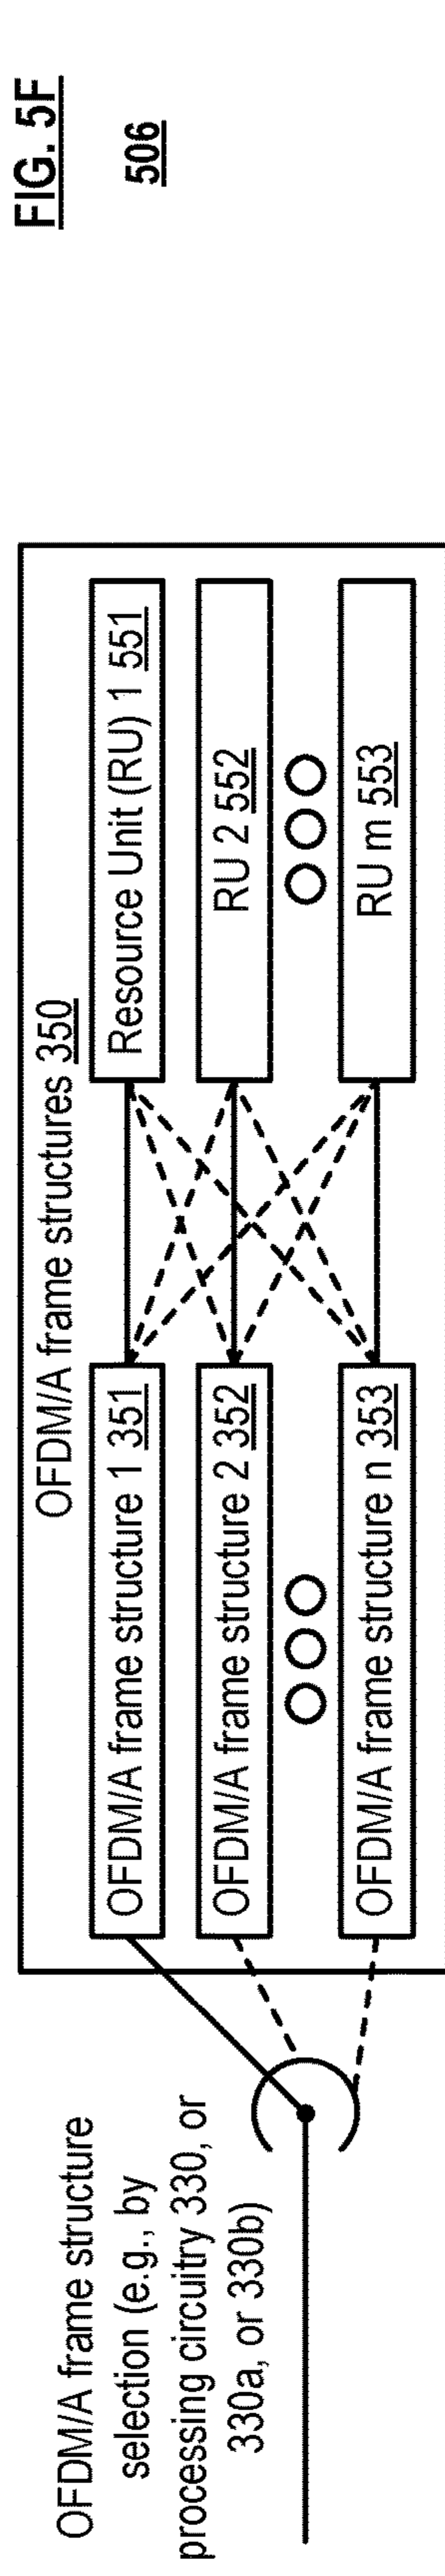 OFDM/A frame structure
selection (e.g., by
processing circuitry 330, or
330a, or 330b)
OFDM/A frame structures 350
OFDM/A frame structure 1 351
OFDM/A frame structure 2 352
OFDM/A frame structure n 353
Resource Unit (RU) 1 551
RU 2 552
RU m 553
FIG. 5F
506